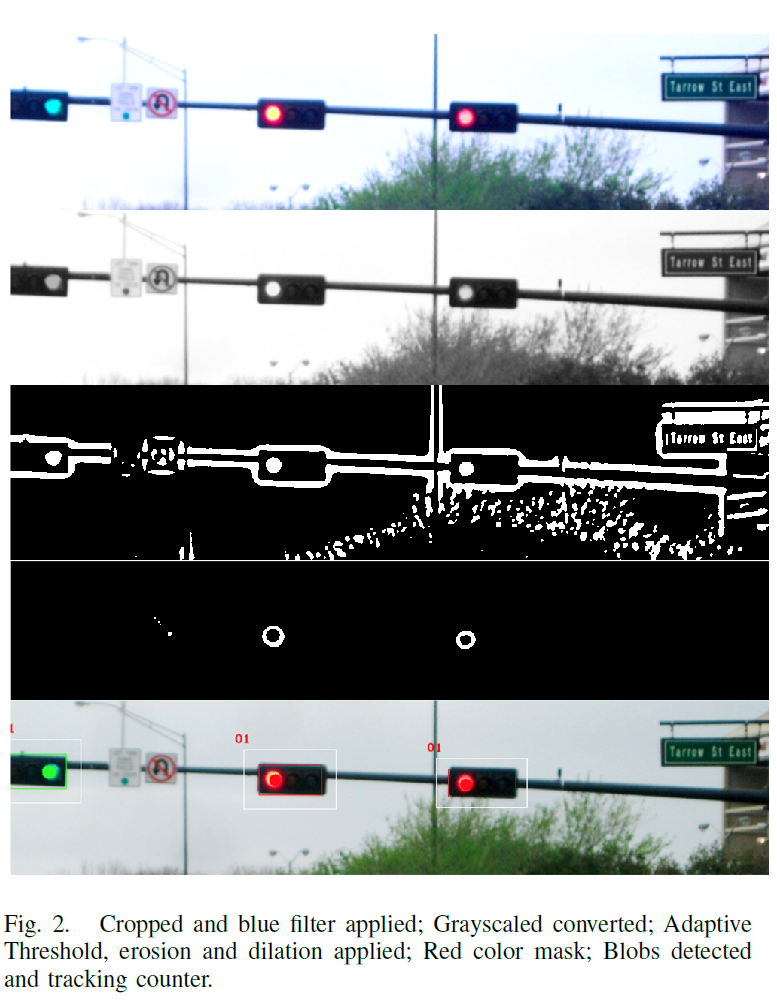 Tarrow St East
Tarrow St East
Tarrow St East
01
01
Tarrow St East
Fig. 2. Cropped and blue filter applied; Grayscaled converted; Adaptive
Threshold, erosion and dilation applied; Red color mask; Blobs detected
and tracking counter.